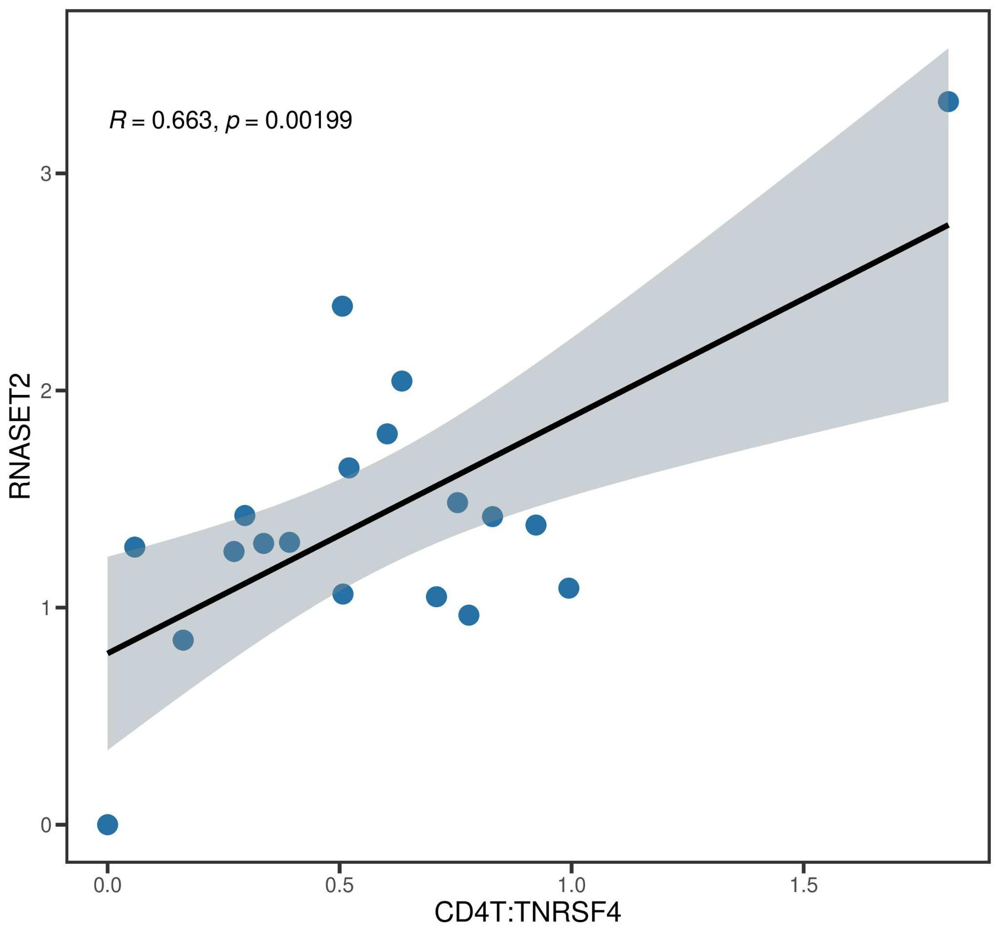 R = 0.663, p = 0.00199
3
2
1
0
RNASET2
0.0 0.5 1.0 1.5
CD4T:TNRSF4